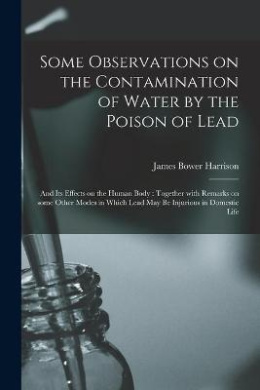 Some Observations
on the Contamination
of Water by the
Poison of Lead
James Bower Harrison
And Its Effects on the Human Body : Together with Remarks on
some Other Modes in Which Lead May Be Injurious in Domestic
Life